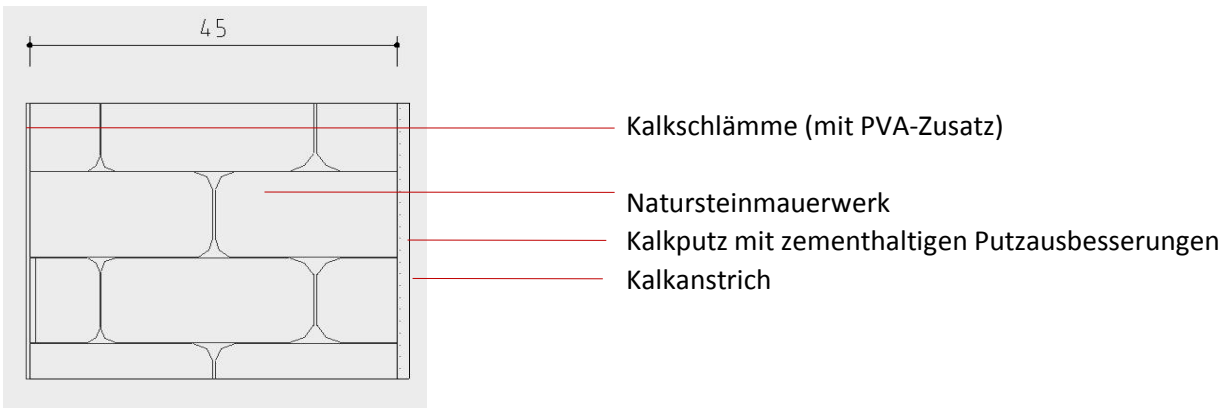 45
Kalkschlämme (mit PVA-Zusatz)
Natursteinmauerwerk
Kalkputz mit zementhaltigen Putzausbesserungen
Kalkanstrich